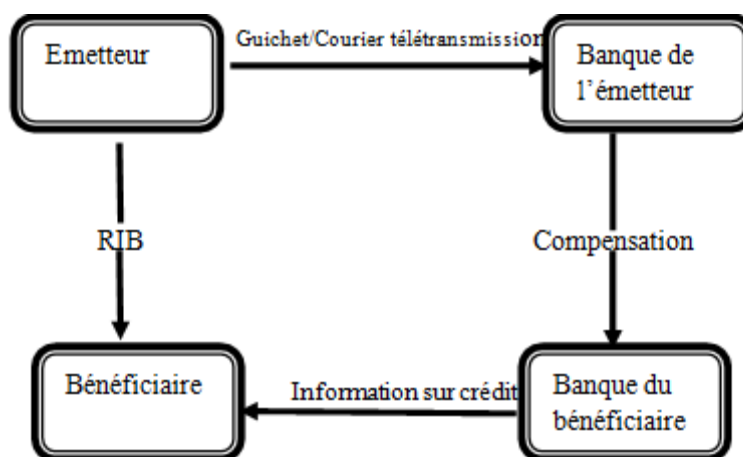 Emetteur
Guichet/Courier télétransmission
Banque de
l'émetteur
RIB
Compensation
Bénéficiaire
Information sur crédit
Banque du
bénéficiaire